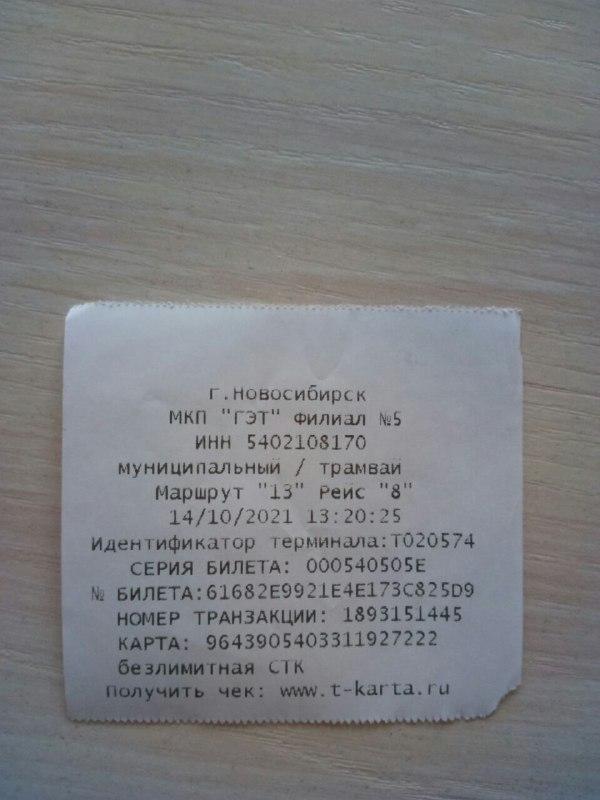 г.Новосибирск
МКП "ГЭТ" Филиал №5
ИНН 5402108170
муниципальный / трамвай
Маршрут "13" Рейс "8"
14/10/2021 13:20:25
Идентификатор терминала:T020574
СЕРИЯ БИЛЕТА: 000540505E
№ БИЛЕТА:61682E9921E4E173C825D9
НОМЕР ТРАНЗАКЦИИ: 1893151445
КАРТА: 9643905403311927222
безлимитная СТК
Получить чек: www.t-karta.ru